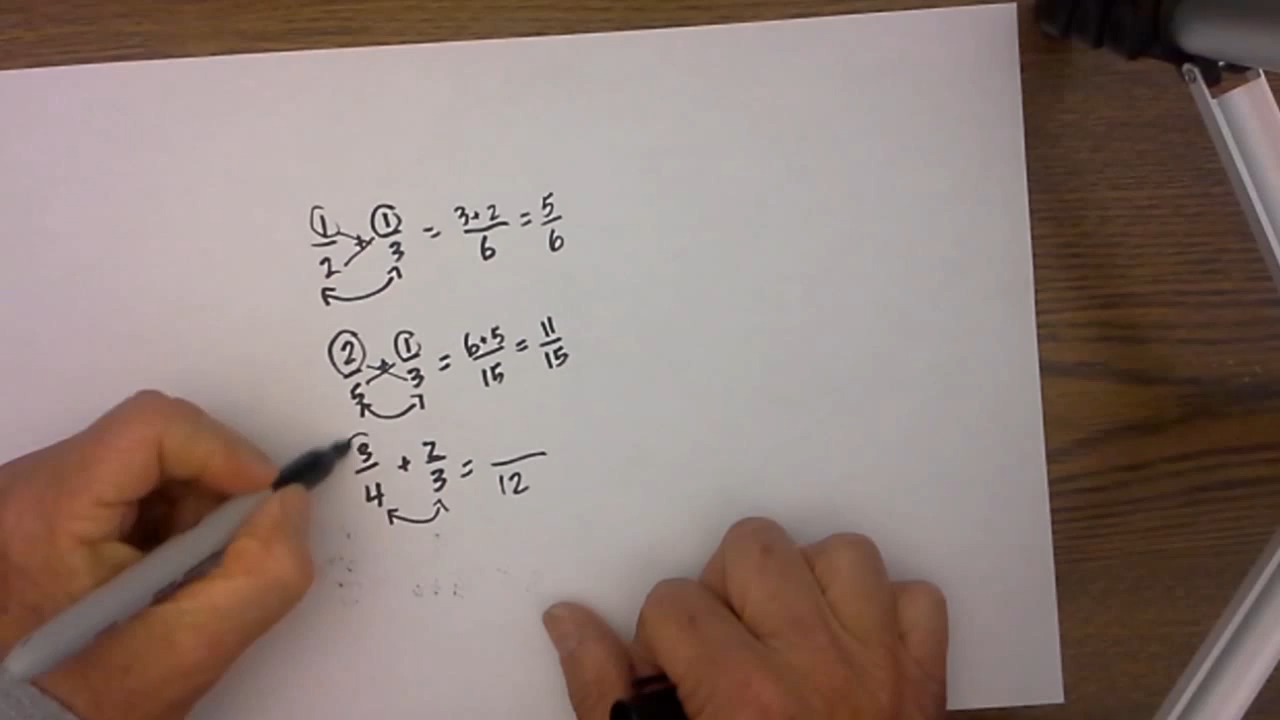 1/2 + 1/3 = 3+2/6 = 5/6
2/5 + 1/3 = 6+5/15 = 11/15
3/4 + 2/3 = /12